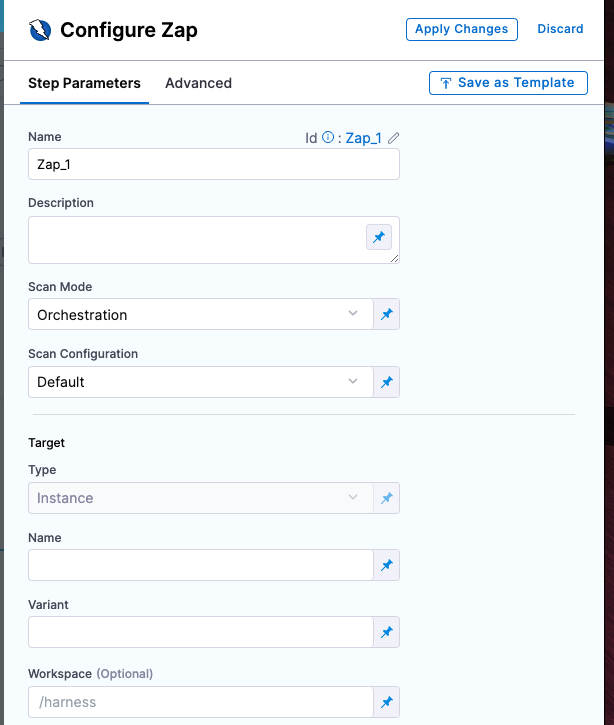 Configure Zap
Apply Changes
Discard
Step Parameters
Advanced
Save as Template
Name
Id : Zap_1
Zap_1
Description
Scan Mode
Orchestration
Scan Configuration
Default
Target
Type
Instance
Name
Variant
Workspace (Optional)
/harness